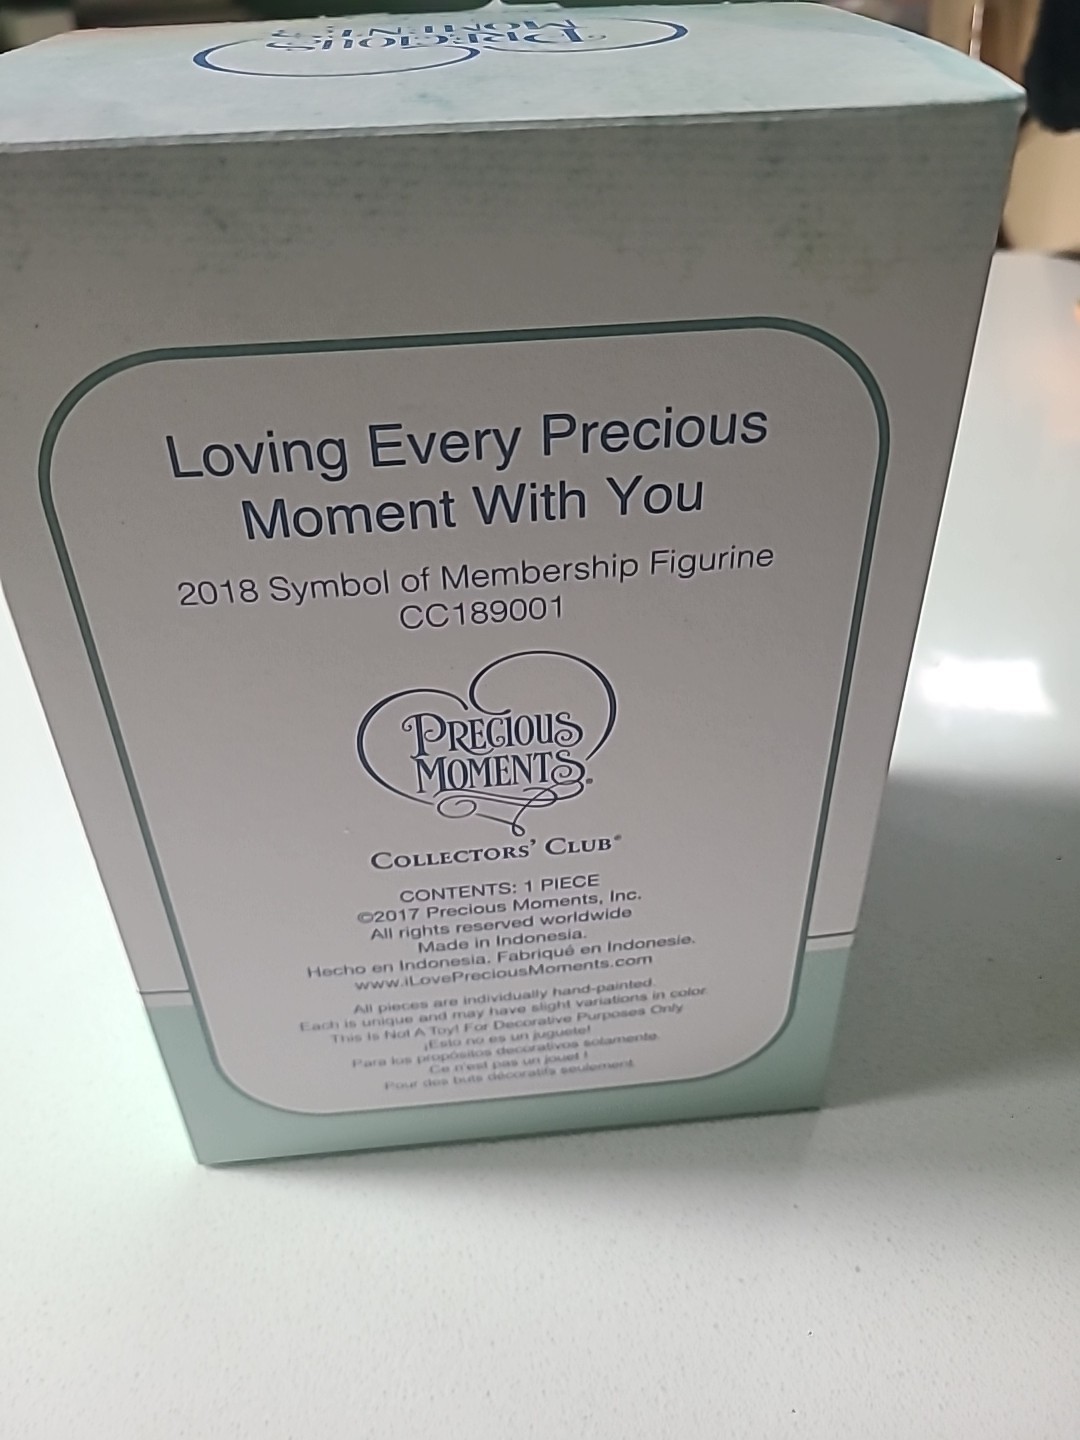 PRECIOUS
MOMENTS
Loving Every Precious
Moment With You
2018 Symbol of Membership Figurine
CC189001
PRECIOUS
MOMENTS®
COLLECTORS' CLUB®
CONTENTS: 1 PIECE
©2017 Precious Moments, Inc.
All rights reserved worldwide
Made in Indonesia.
Hecho en Indonesia. Fabriqué en Indonesie.
www.iLovePreciousMoments.com
All pieces are individually hand-painted.
Each is unique and may have slight variations in color.
This Is Not A Toy! For Decorative Purposes Only
¡Esto no es un juguete!
Para los propósitos decorativos solamente.
Ce n'est pas un jouet !
Pour des buts décoratifs seulement.